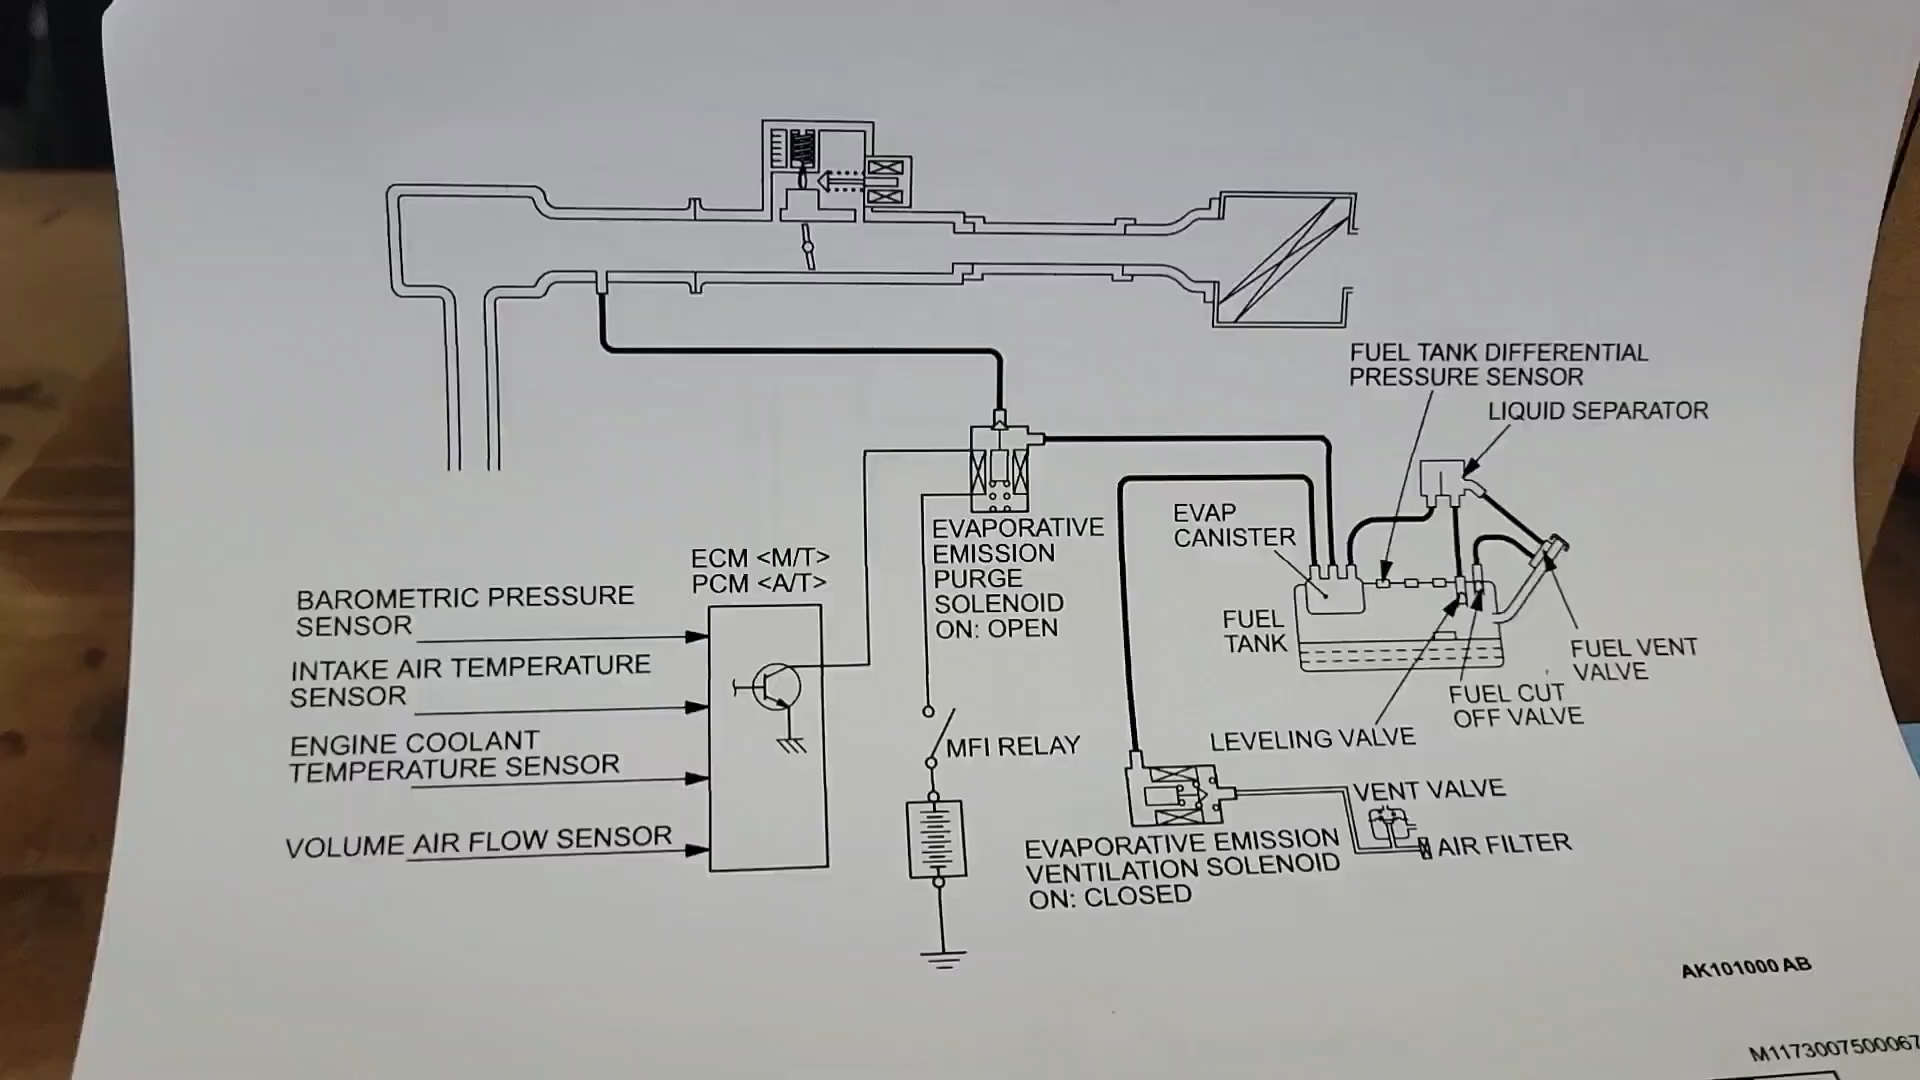 FUEL TANK DIFFERENTIAL
PRESSURE SENSOR
LIQUID SEPARATOR
EVAP
CANISTER
EVAPORATIVE
EMISSION
PURGE
SOLENOID
ON: OPEN
ECM <M/T>
PCM <A/T>
BAROMETRIC PRESSURE
SENSOR
INTAKE AIR TEMPERATURE
SENSOR
ENGINE COOLANT
TEMPERATURE SENSOR
VOLUME AIR FLOW SENSOR
FUEL
TANK
FUEL VENT
VALVE
FUEL CUT
OFF VALVE
LEVELING VALVE
MFI RELAY
VENT VALVE
AIR FILTER
EVAPORATIVE EMISSION
VENTILATION SOLENOID
ON: CLOSED
AK101000 AB
M1173007500067